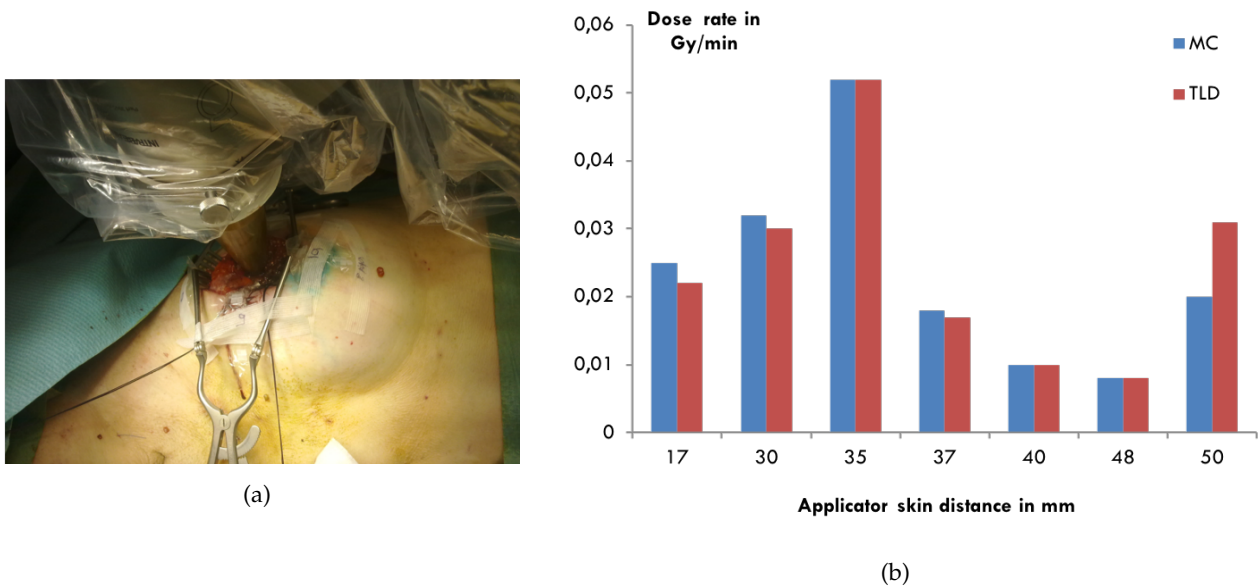 (a)
Dose rate in
Gy/min
MC
TLD
0,06
0,05
0,04
0,03
0,02
0,01
0
17 30 35 37 40 48 50
Applicator skin distance in mm
(b)